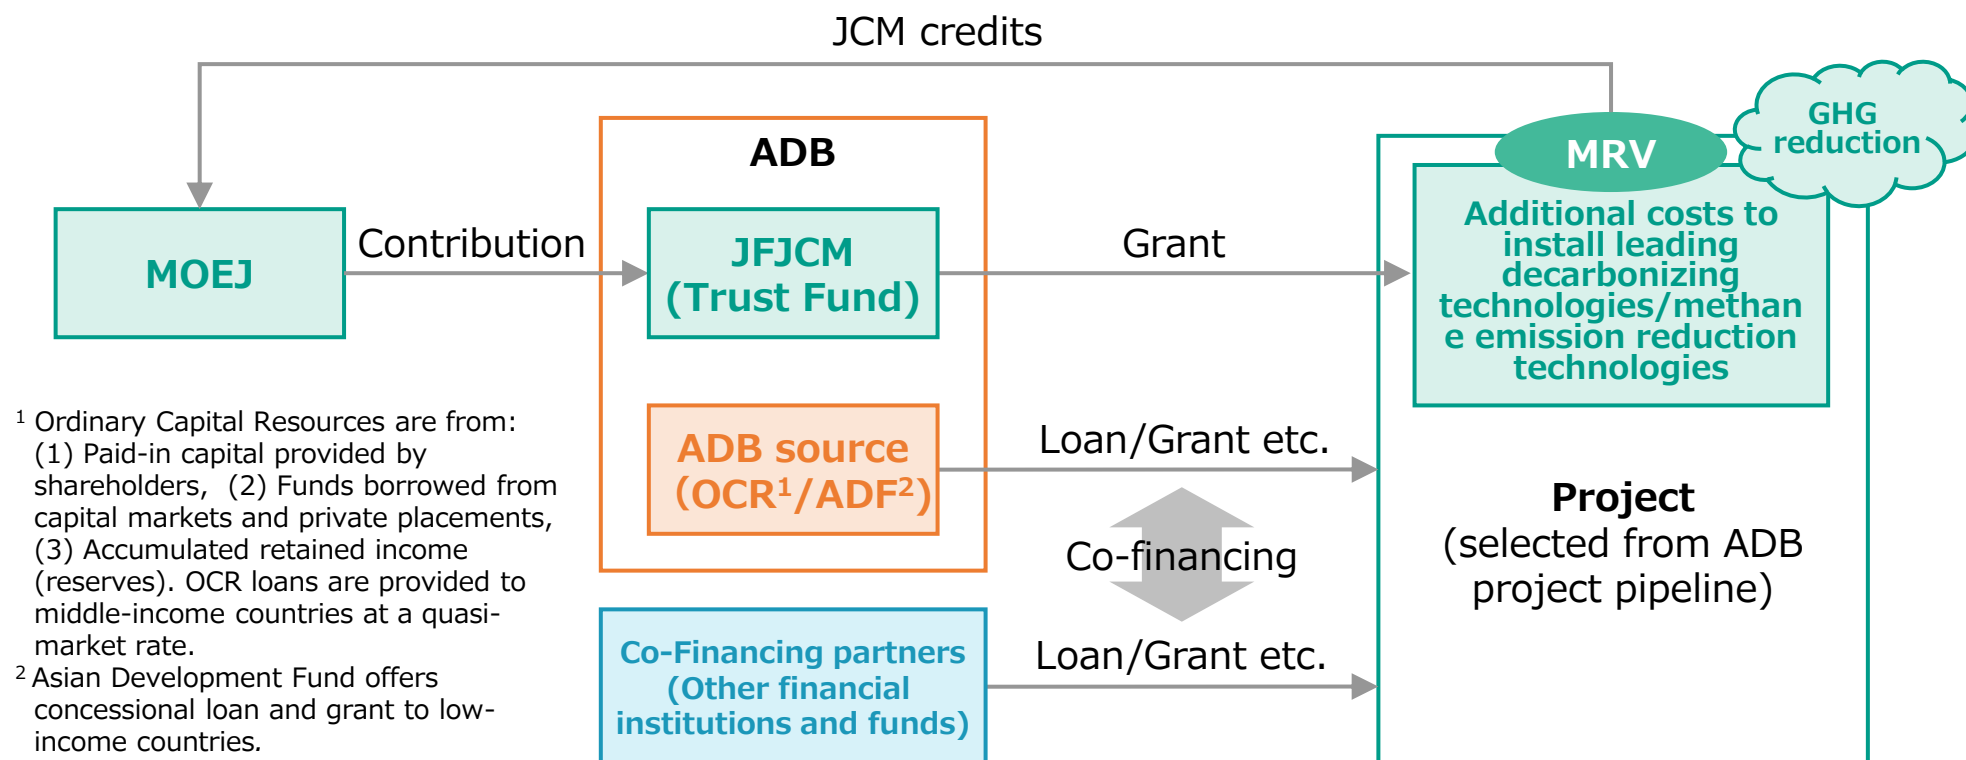 JCM credits
GHG
reduction
ADB
MRV
MOEJ
Contribution
JFJCM
(Trust Fund)
Grant
Additional costs to
install leading
decarbonizing
technologies/methan
e emission reduction
technologies
ADB source
(OCR¹/ADF²)
Loan/Grant etc.
Co-financing
Project
(selected from ADB
project pipeline)
Co-Financing partners
(Other financial
institutions and funds)
Loan/Grant etc.
¹ Ordinary Capital Resources are from:
(1) Paid-in capital provided by
shareholders, (2) Funds borrowed from
capital markets and private placements,
(3) Accumulated retained income
(reserves). OCR loans are provided to
middle-income countries at a quasi-
market rate.
² Asian Development Fund offers
concessional loan and grant to low-
income countries.